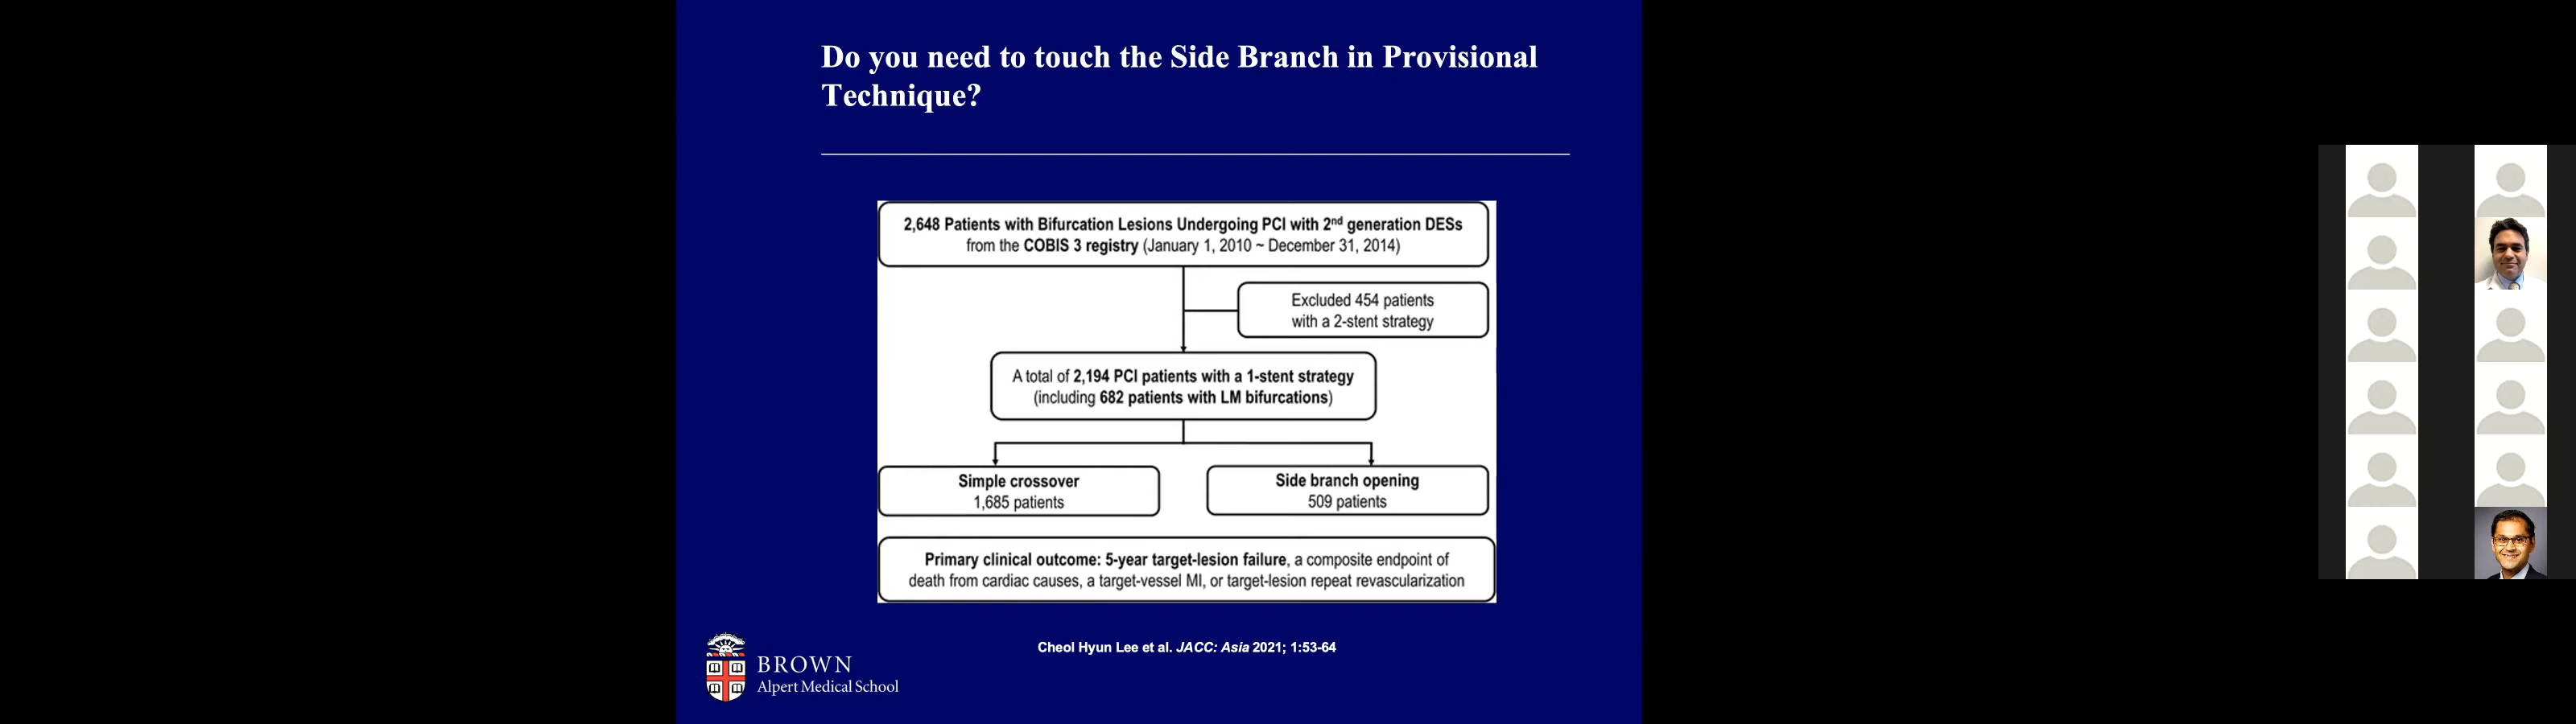 Do you need to touch the Side Branch in Provisional
Technique?
2,648 Patients with Bifurcation Lesions Undergoing PCI with 2nd generation DESs
from the COBIS 3 registry (January 1, 2010 ~ December 31, 2014)
Excluded 454 patients
with a 2-stent strategy
A total of 2,194 PCI patients with a 1-stent strategy
(including 682 patients with LM bifurcations)
Simple crossover
1,685 patients
Side branch opening
509 patients
Primary clinical outcome: 5-year target-lesion failure, a composite endpoint of
death from cardiac causes, a target-vessel MI, or target-lesion repeat revascularization
Cheol Hyun Lee et al. JACC: Asia 2021; 1:53-64
BROWN
Alpert Medical School